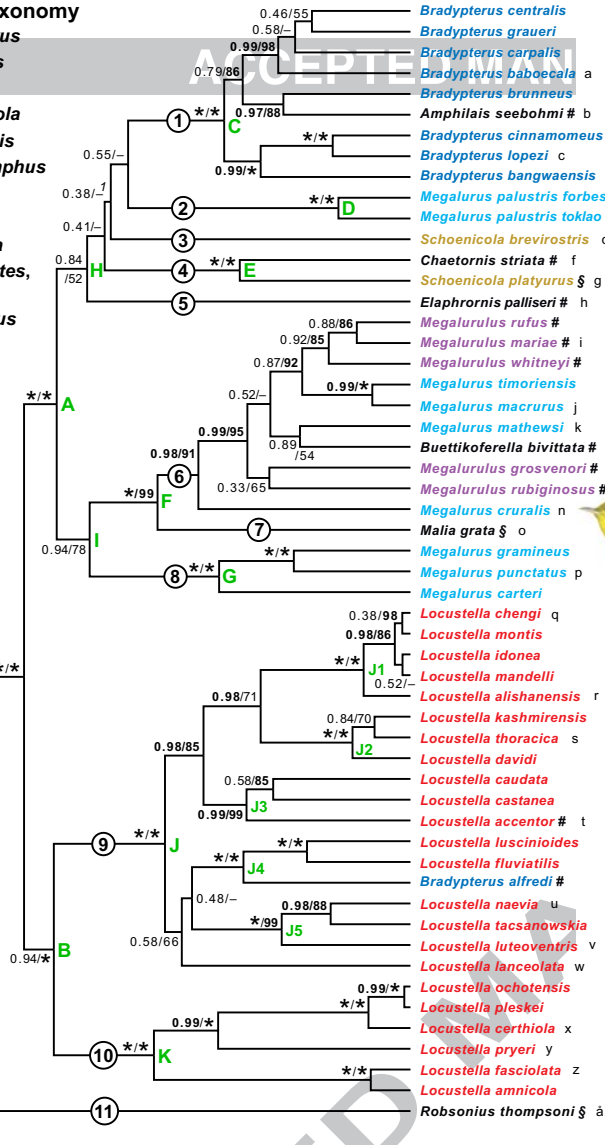 xonomy
us
s
ola
is
mphus
a
tes,
us
ACCEPTED MAN
0.46/55
Bradypterus centralis
0.58/–
Bradypterus graueri
0.99/98
Bradypterus carpalis
0.79/86
Bradypterus baboecala a
Bradypterus brunneus
0.97/88
Amphilais seebohmi # b
*/*
1
C
*/*
Bradypterus cinnamomeus
Bradypterus lopezi c
0.99/*
Bradypterus bangwaensis
0.55/–
0.38/–
1
2
*/*
D
Megalurus palustris forbes
Megalurus palustris toklao
0.41/–
3
Schoenicola brevirostris
0.84
/52
H
4
*/*
E
Chaetornis striata # f
Schoenicola platyurus § g
5
Elaphrornis palliseri # h
0.88/86
Megalurulus rufus #
0.92/85
Megalurulus mariae # i
0.87/92
Megalurulus whitneyi #
0.52/–
0.99/*
Megalurus timoriensis
Megalurus macrurus j
*/*
A
0.99/95
Megalurus mathewsi k
0.89
/54
Buettikoferella bivittata #
0.98/91
6
0.33/65
Megalurulus grosvenori #
Megalurulus rubiginosus #
*/99
F
Megalurus cruralis n
7
Malia grata § o
0.94/78
I
8
*/*
G
*/*
Megalurus gramineus
Megalurus punctatus p
Megalurus carteri
0.38/98
Locustella chengi q
0.98/86
Locustella montis
*/*
J1
Locustella idonea
0.52/–
Locustella mandelli
Locustella alishanensis r
*/*
0.98/71
0.84/70
Locustella kashmirensis
*/*
J2
Locustella thoracica s
Locustella davidi
0.98/85
0.58/85
Locustella caudata
0.99/99
J3
Locustella castanea
Locustella accentor # t
9
*/*
J
*/*
J4
*/*
Locustella luscinioides
Locustella fluviatilis
0.48/–
Bradypterus alfredi #
0.98/88
Locustella naevia u
*/99
J5
Locustella tacsanowskia
0.58/66
Locustella luteoventris v
0.94/*
B
Locustella lanceolata w
0.99/*
Locustella ochotensis
*/*
Locustella pleskei
0.99/*
Locustella certhiola x
Locustella pryeri y
10
*/*
K
*/*
Locustella fasciolata z
Locustella amnicola
11
Robsonius thompsoni § å
ED MA